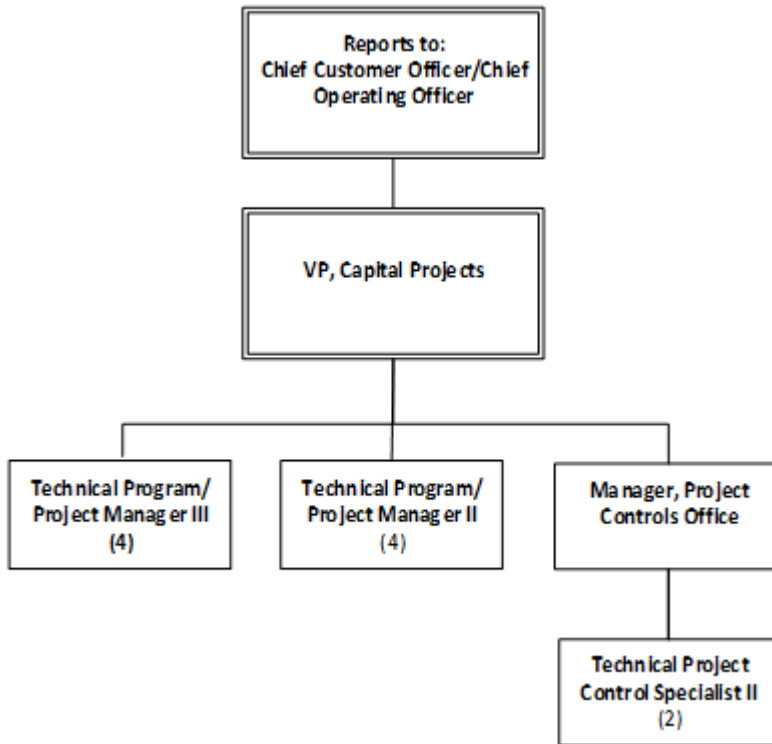 Reports to:
Chief Customer Officer/Chief
Operating Officer
VP, Capital Projects
Technical Program/
Project Manager III
(4)
Technical Program/
Project Manager II
(4)
Manager, Project
Controls Office
Technical Project
Control Specialist II
(2)